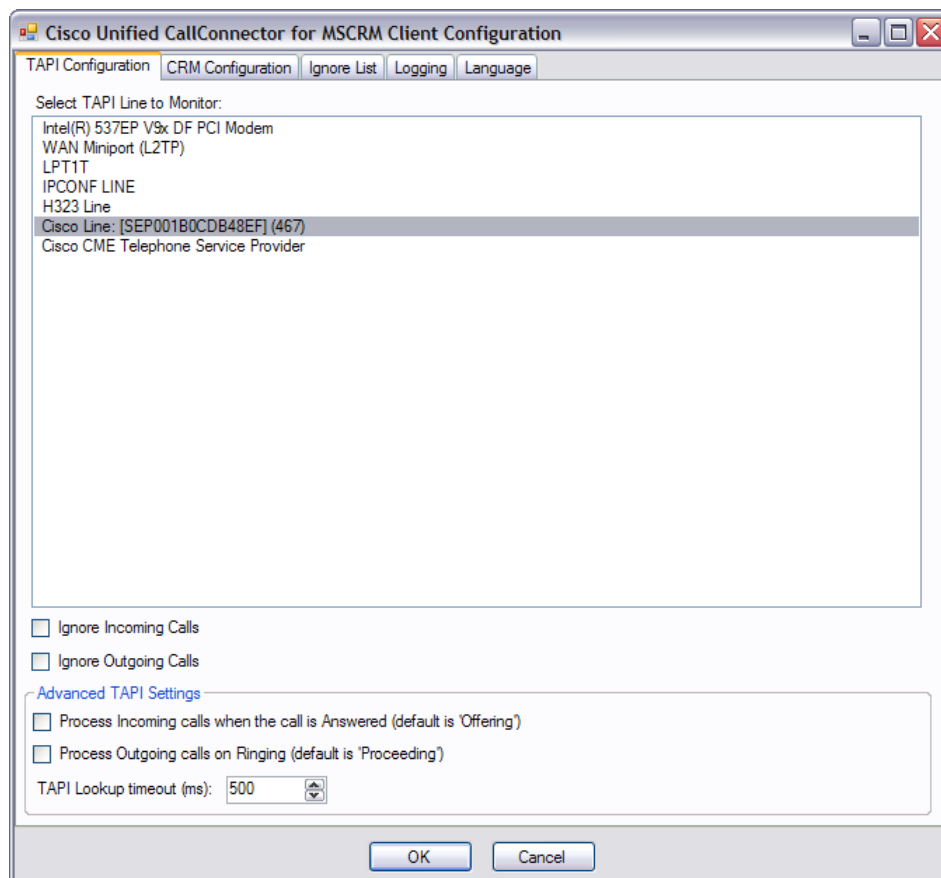 Cisco Unified CallConnector for MSCRM Client Configuration
TAPI Configuration CRM Configuration Ignore List Logging Language
Select TAPI Line to Monitor:
Intel(R) 537EP V9x DF PCI Modem
WAN Miniport (L2TP)
LPT1T
IPCONF LINE
H323 Line
Cisco Line: [SEP001B0CDB48EF] (467)
Cisco CME Telephone Service Provider
Ignore Incoming Calls
Ignore Outgoing Calls
Advanced TAPI Settings
Process Incoming calls when the call is Answered (default is 'Offering')
Process Outgoing calls on Ringing (default is 'Proceeding')
TAPI Lookup timeout (ms): 500
OK Cancel